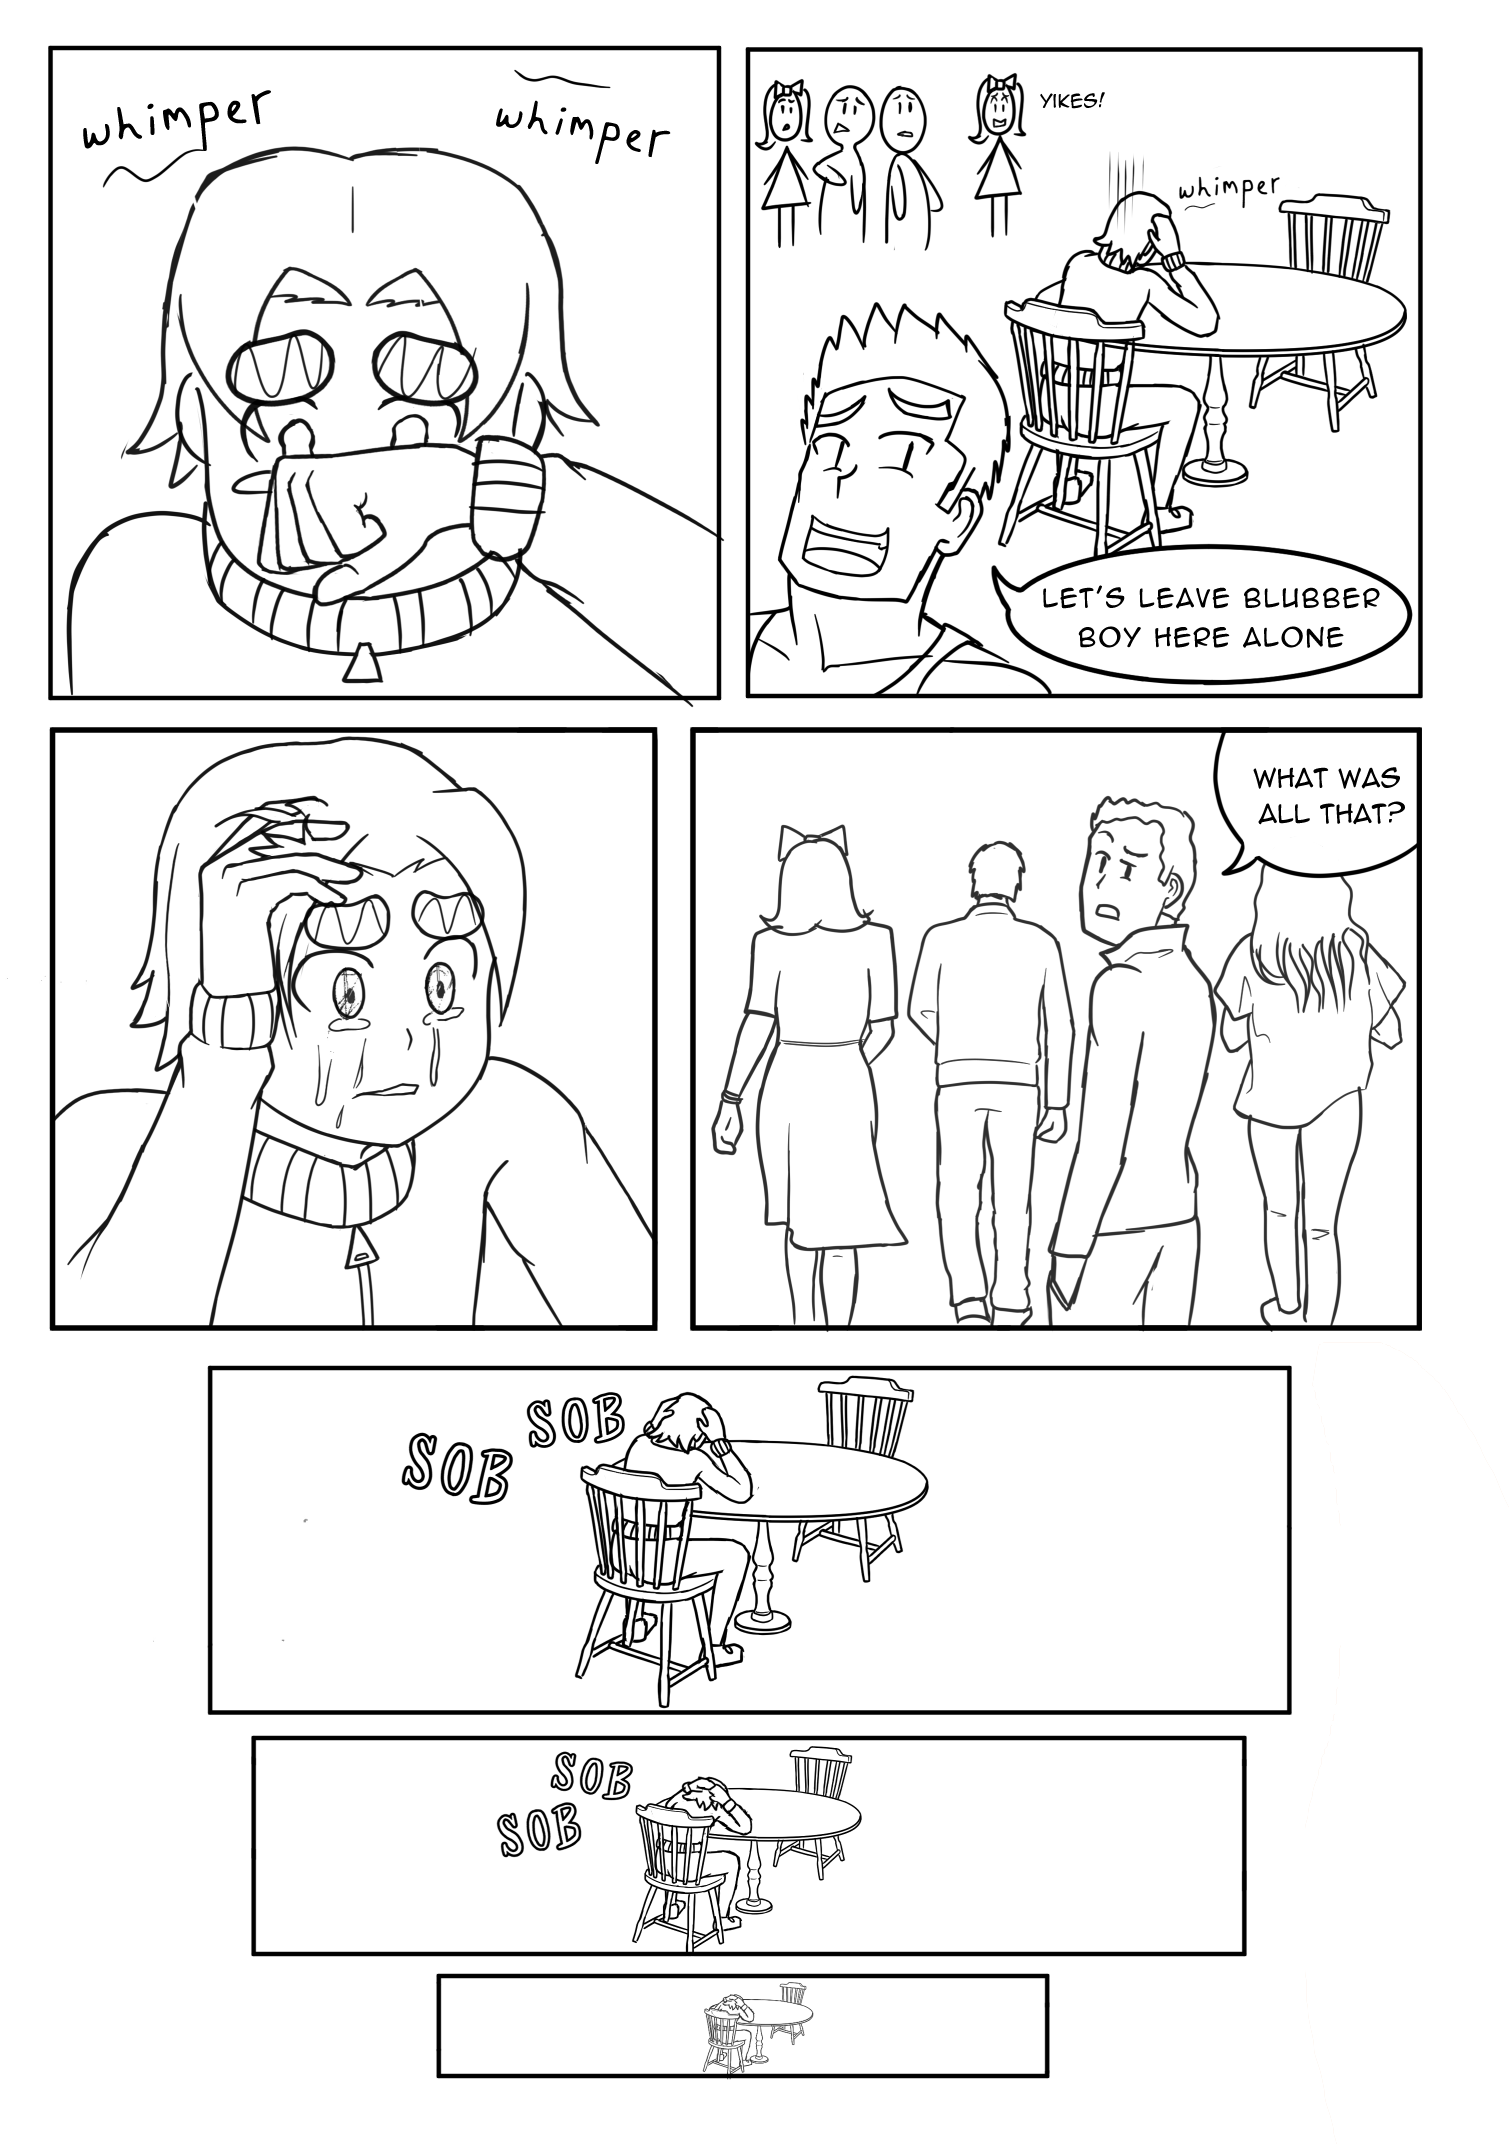 whimper
whimper
YIKES!
whimper
LET'S LEAVE BLUBBER
BOY HERE ALONE
WHAT WAS
ALL THAT?
SOB
SOB
SOB
SOB